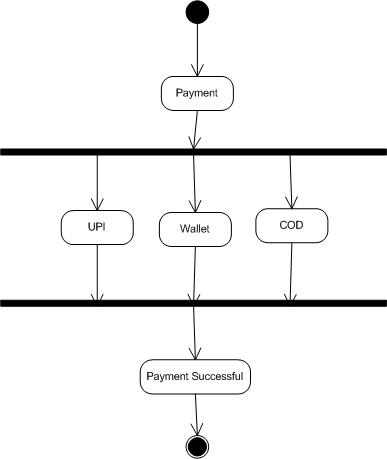 Payment
UPI
Wallet
COD
Payment Successful